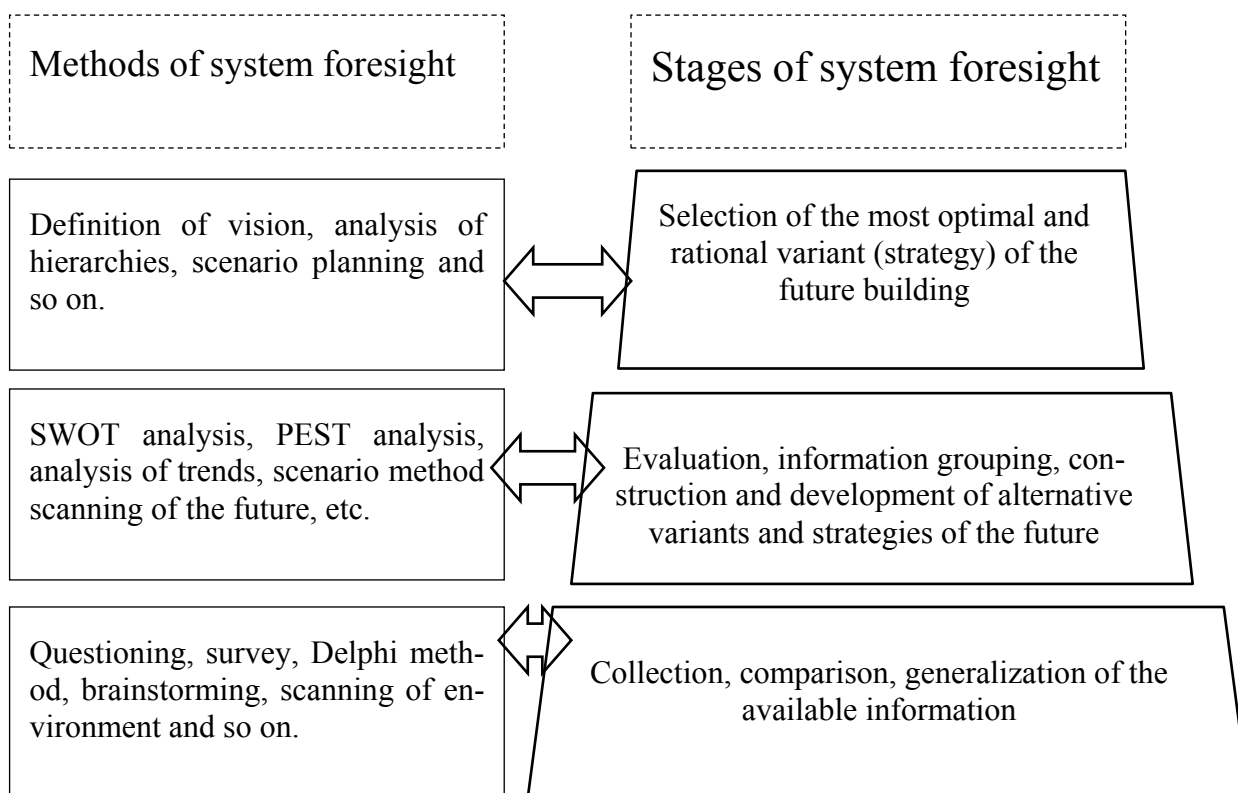 Methods of system foresight
Stages of system foresight
Definition of vision, analysis of
hierarchies, scenario planning and
so on.
Selection of the most optimal and
rational variant (strategy) of the
future building
SWOT analysis, PEST analysis,
analysis of trends, scenario method
scanning of the future, etc.
Evaluation, information grouping, con-
struction and development of alternative
variants and strategies of the future
Questioning, survey, Delphi meth-
od, brainstorming, scanning of en-
vironment and so on.
Collection, comparison, generalization of the
available information